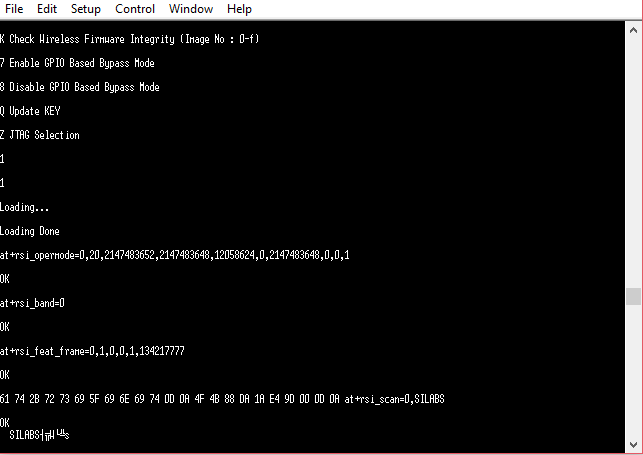 File Edit Setup Control Window Help
K Check Wireless Firmware Integrity (Image No : 0-f)
7 Enable GPIO Based Bypass Mode
8 Disable GPIO Based Bypass Mode
Q Update KEY
Z JTAG Selection
1
1
Loading...
Loading Done
at+rsi_opermode=0,20,2147483652,2147483648,12058624,0,2147483648,0,0,1
OK
at+rsi_band=0
OK
at+rsi_feat_frame=0,1,0,0,1,134217777
OK
61 74 2B 72 73 69 5F 69 6E 69 74 0D 0A 4F 4B 88 DA 1A E4 9D 00 0D 0A at+rsi_scan=0,SILABS
OK
SILABS